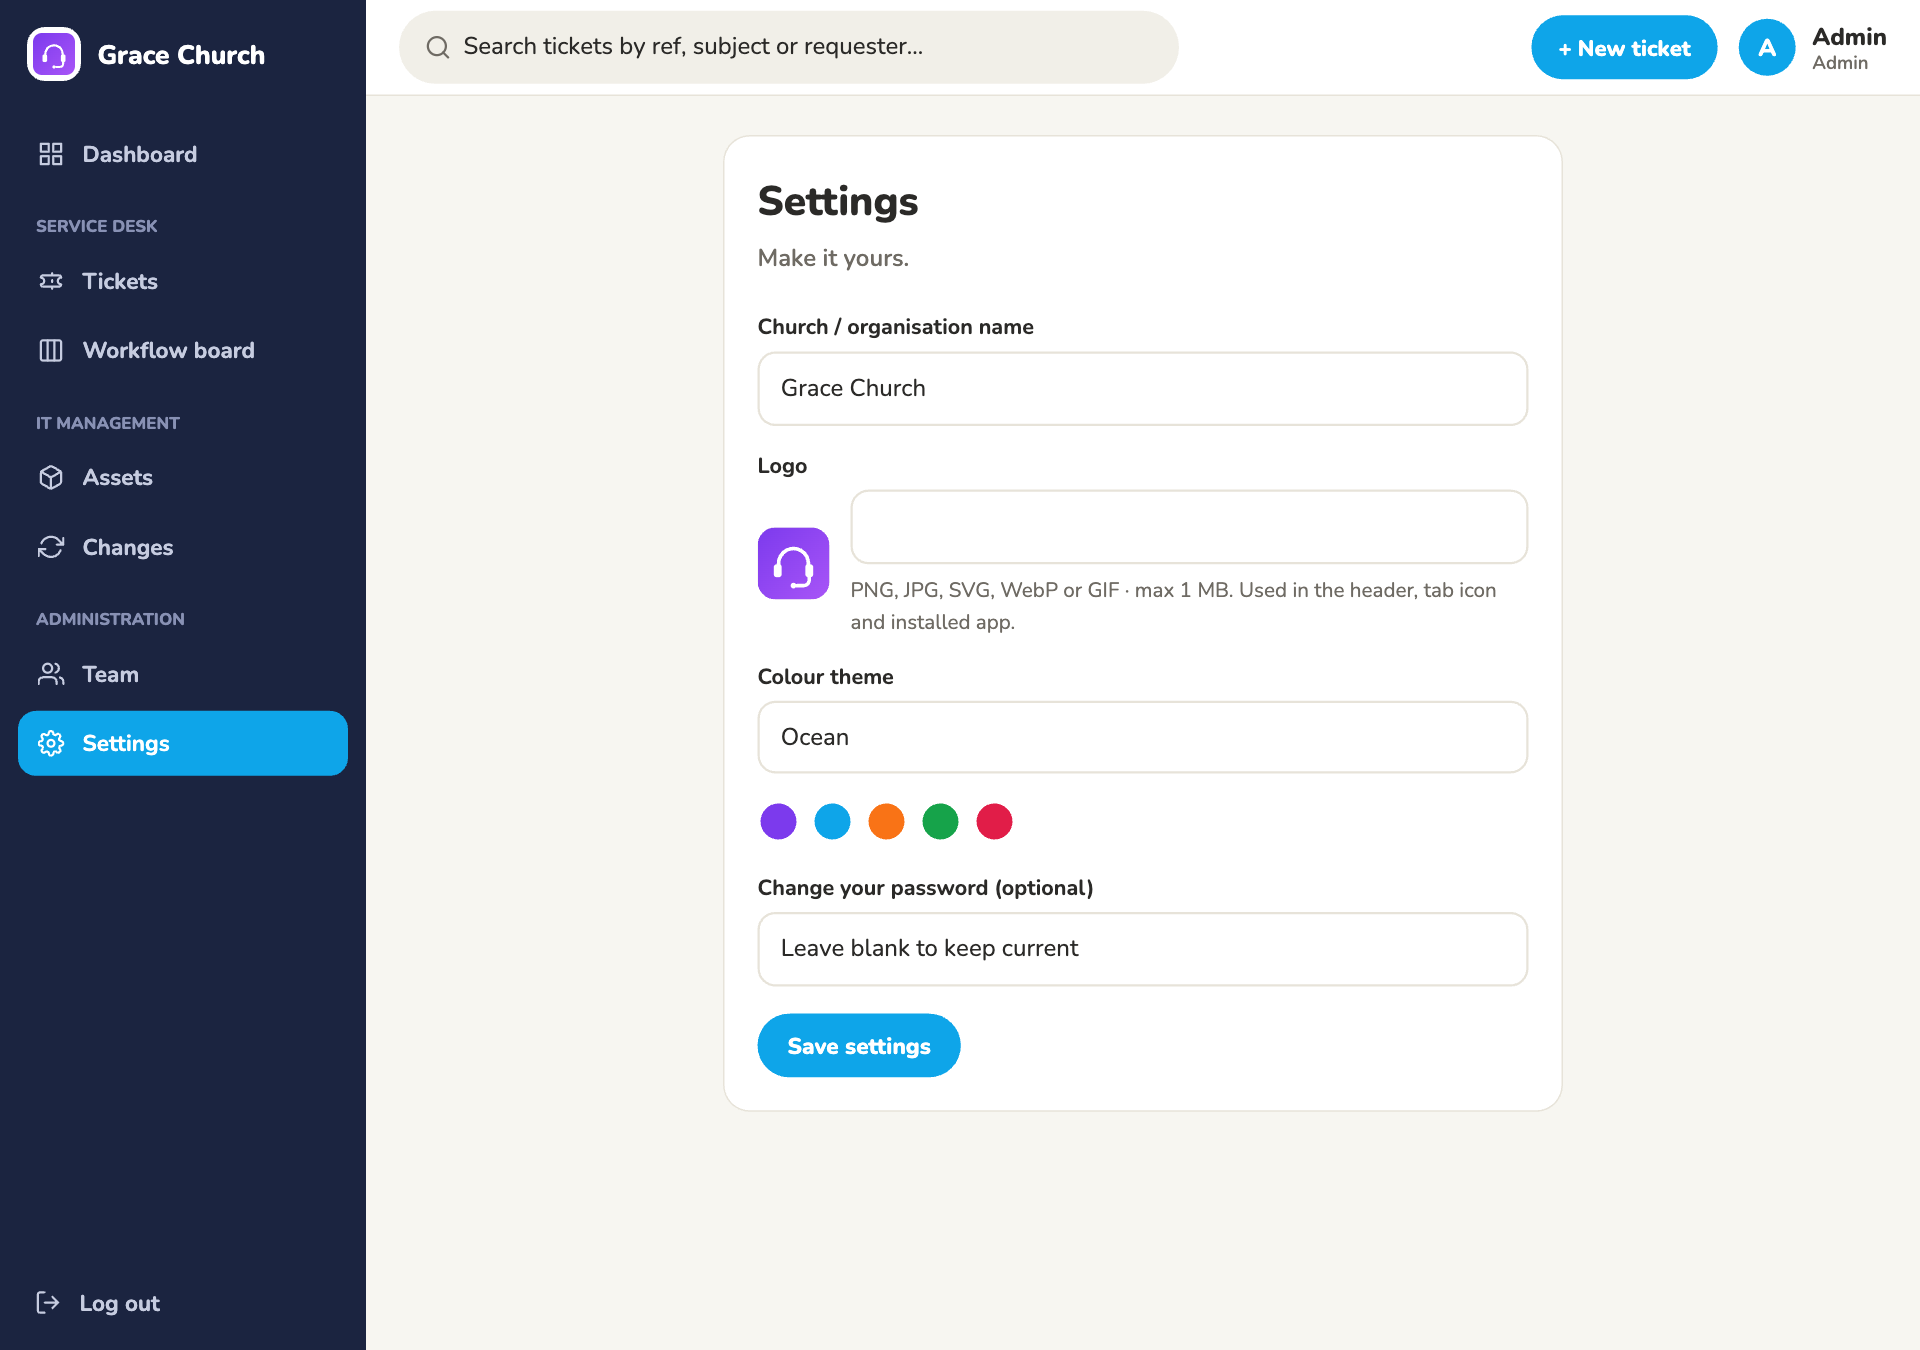 Grace Church
Dashboard
SERVICE DESK
Tickets
Workflow board
IT MANAGEMENT
Assets
Changes
ADMINISTRATION
Team
Settings
Log out
Search tickets by ref, subject or requester...
+ New ticket
A
Admin
Admin
Settings
Make it yours.
Church / organisation name
Grace Church
Logo
PNG, JPG, SVG, WebP or GIF · max 1 MB. Used in the header, tab icon
and installed app.
Colour theme
Ocean
Change your password (optional)
Leave blank to keep current
Save settings